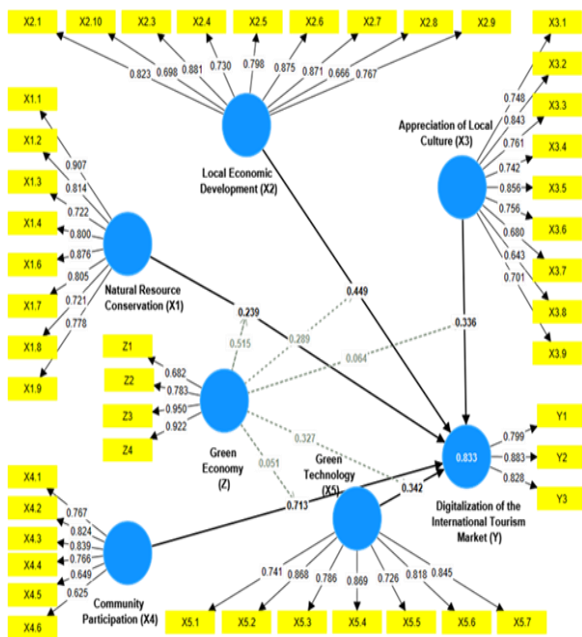 X2.1 X2.10 X2.3 X2.4 X2.5 X2.6 X2.7 X2.8 X2.9
0.823 0.698 0.881 0.730 0.798 0.875 0.871 0.666 0.767
Local Economic
Development (X2)
X3.1
X3.2
X3.3
X3.4
X3.5
X3.6
X3.7
X3.8
X3.9
0.748
0.843
0.761
0.742
0.856
0.756
0.680
0.643
0.701
Appreciation of Local
Culture (X3)
X1.1
X1.2
X1.3
X1.4
X1.6
X1.7
X1.8
X1.9
0.907
0.814
0.722
0.800
0.876
0.805
0.721
0.778
Natural Resource
Conservation (X1)
0.239
0.449
0.336
0.515
0.289
0.064
0.327
0.051
Z1
Z2
Z3
Z4
0.682
0.783
0.950
0.922
Green
Economy
(Z)
Green
Technology
(X5)
0.342
0.713
0.833
Y1
Y2
Y3
0.799
0.883
0.828
Digitalization of the
International Tourism
Market (Y)
X4.1
X4.2
X4.3
X4.4
X4.5
X4.6
0.767
0.824
0.839
0.766
0.649
0.625
Community
Participation (X4)
0.741 0.868 0.786 0.869 0.726 0.818 0.845
X5.1 X5.2 X5.3 X5.4 X5.5 X5.6 X5.7